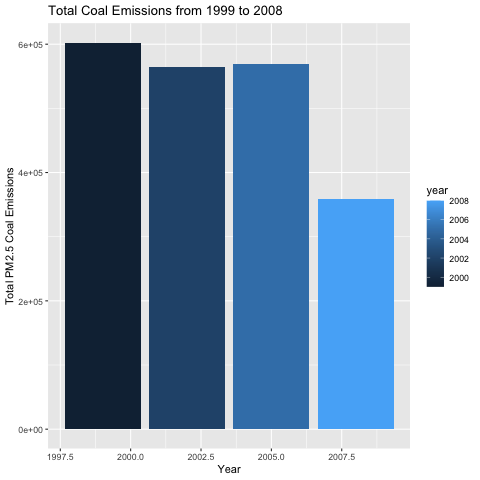 Total Coal Emissions from 1999 to 2008
6e+05
4e+05
2e+05
0e+00
Total PM2.5 Coal Emissions
1997.5 2000.0 2002.5 2005.0 2007.5
Year
year
2008
2006
2004
2002
2000